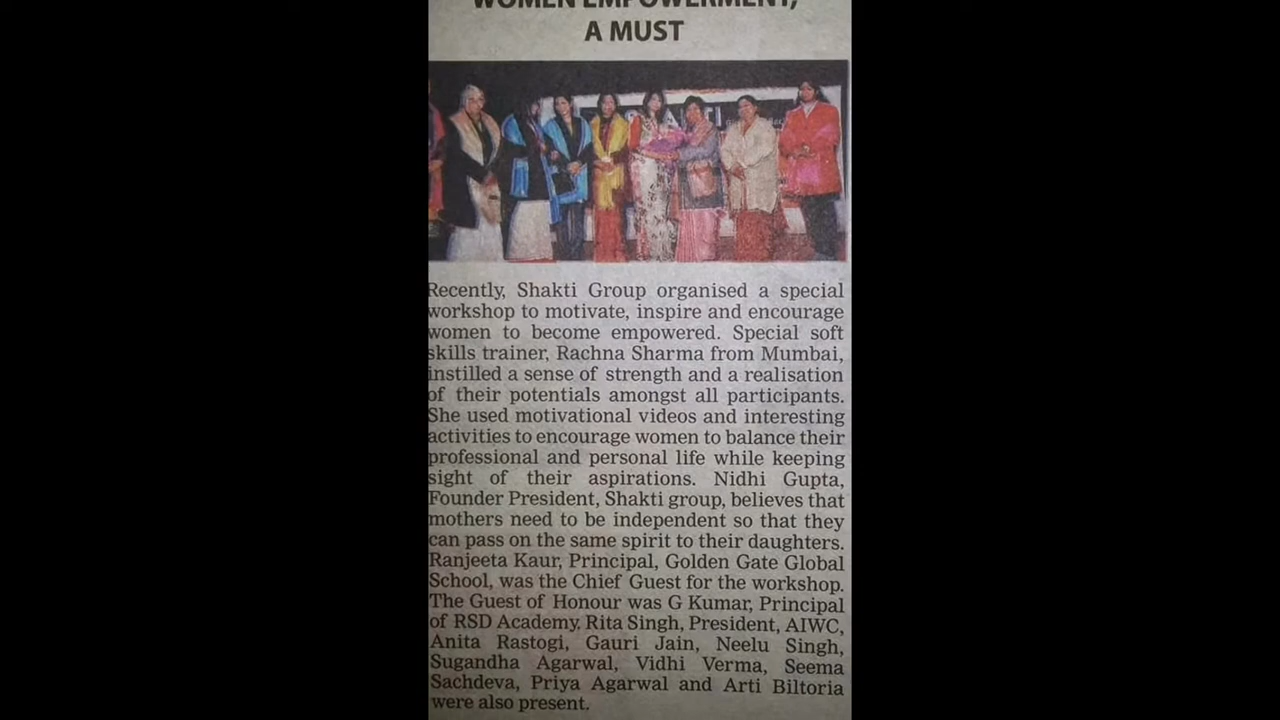 WOMEN EMPOWERMENT,
A MUST
Recently, Shakti Group organised a special
workshop to motivate, inspire and encourage
women to become empowered. Special soft
skills trainer, Rachna Sharma from Mumbai,
instilled a sense of strength and a realisation
of their potentials amongst all participants.
She used motivational videos and interesting
activities to encourage women to balance their
professional and personal life while keeping
sight of their aspirations. Nidhi Gupta,
Founder President, Shakti group, believes that
mothers need to be independent so that they
can pass on the same spirit to their daughters.
Ranjeeta Kaur, Principal, Golden Gate Global
School, was the Chief Guest for the workshop.
The Guest of Honour was G Kumar, Principal
of RSD Academy. Rita Singh, President, AIWC,
Anita Rastogi, Gauri Jain, Neelu Singh,
Sugandha Agarwal, Vidhi Verma, Seema
Sachdeva, Priya Agarwal and Arti Biltoria
were also present.